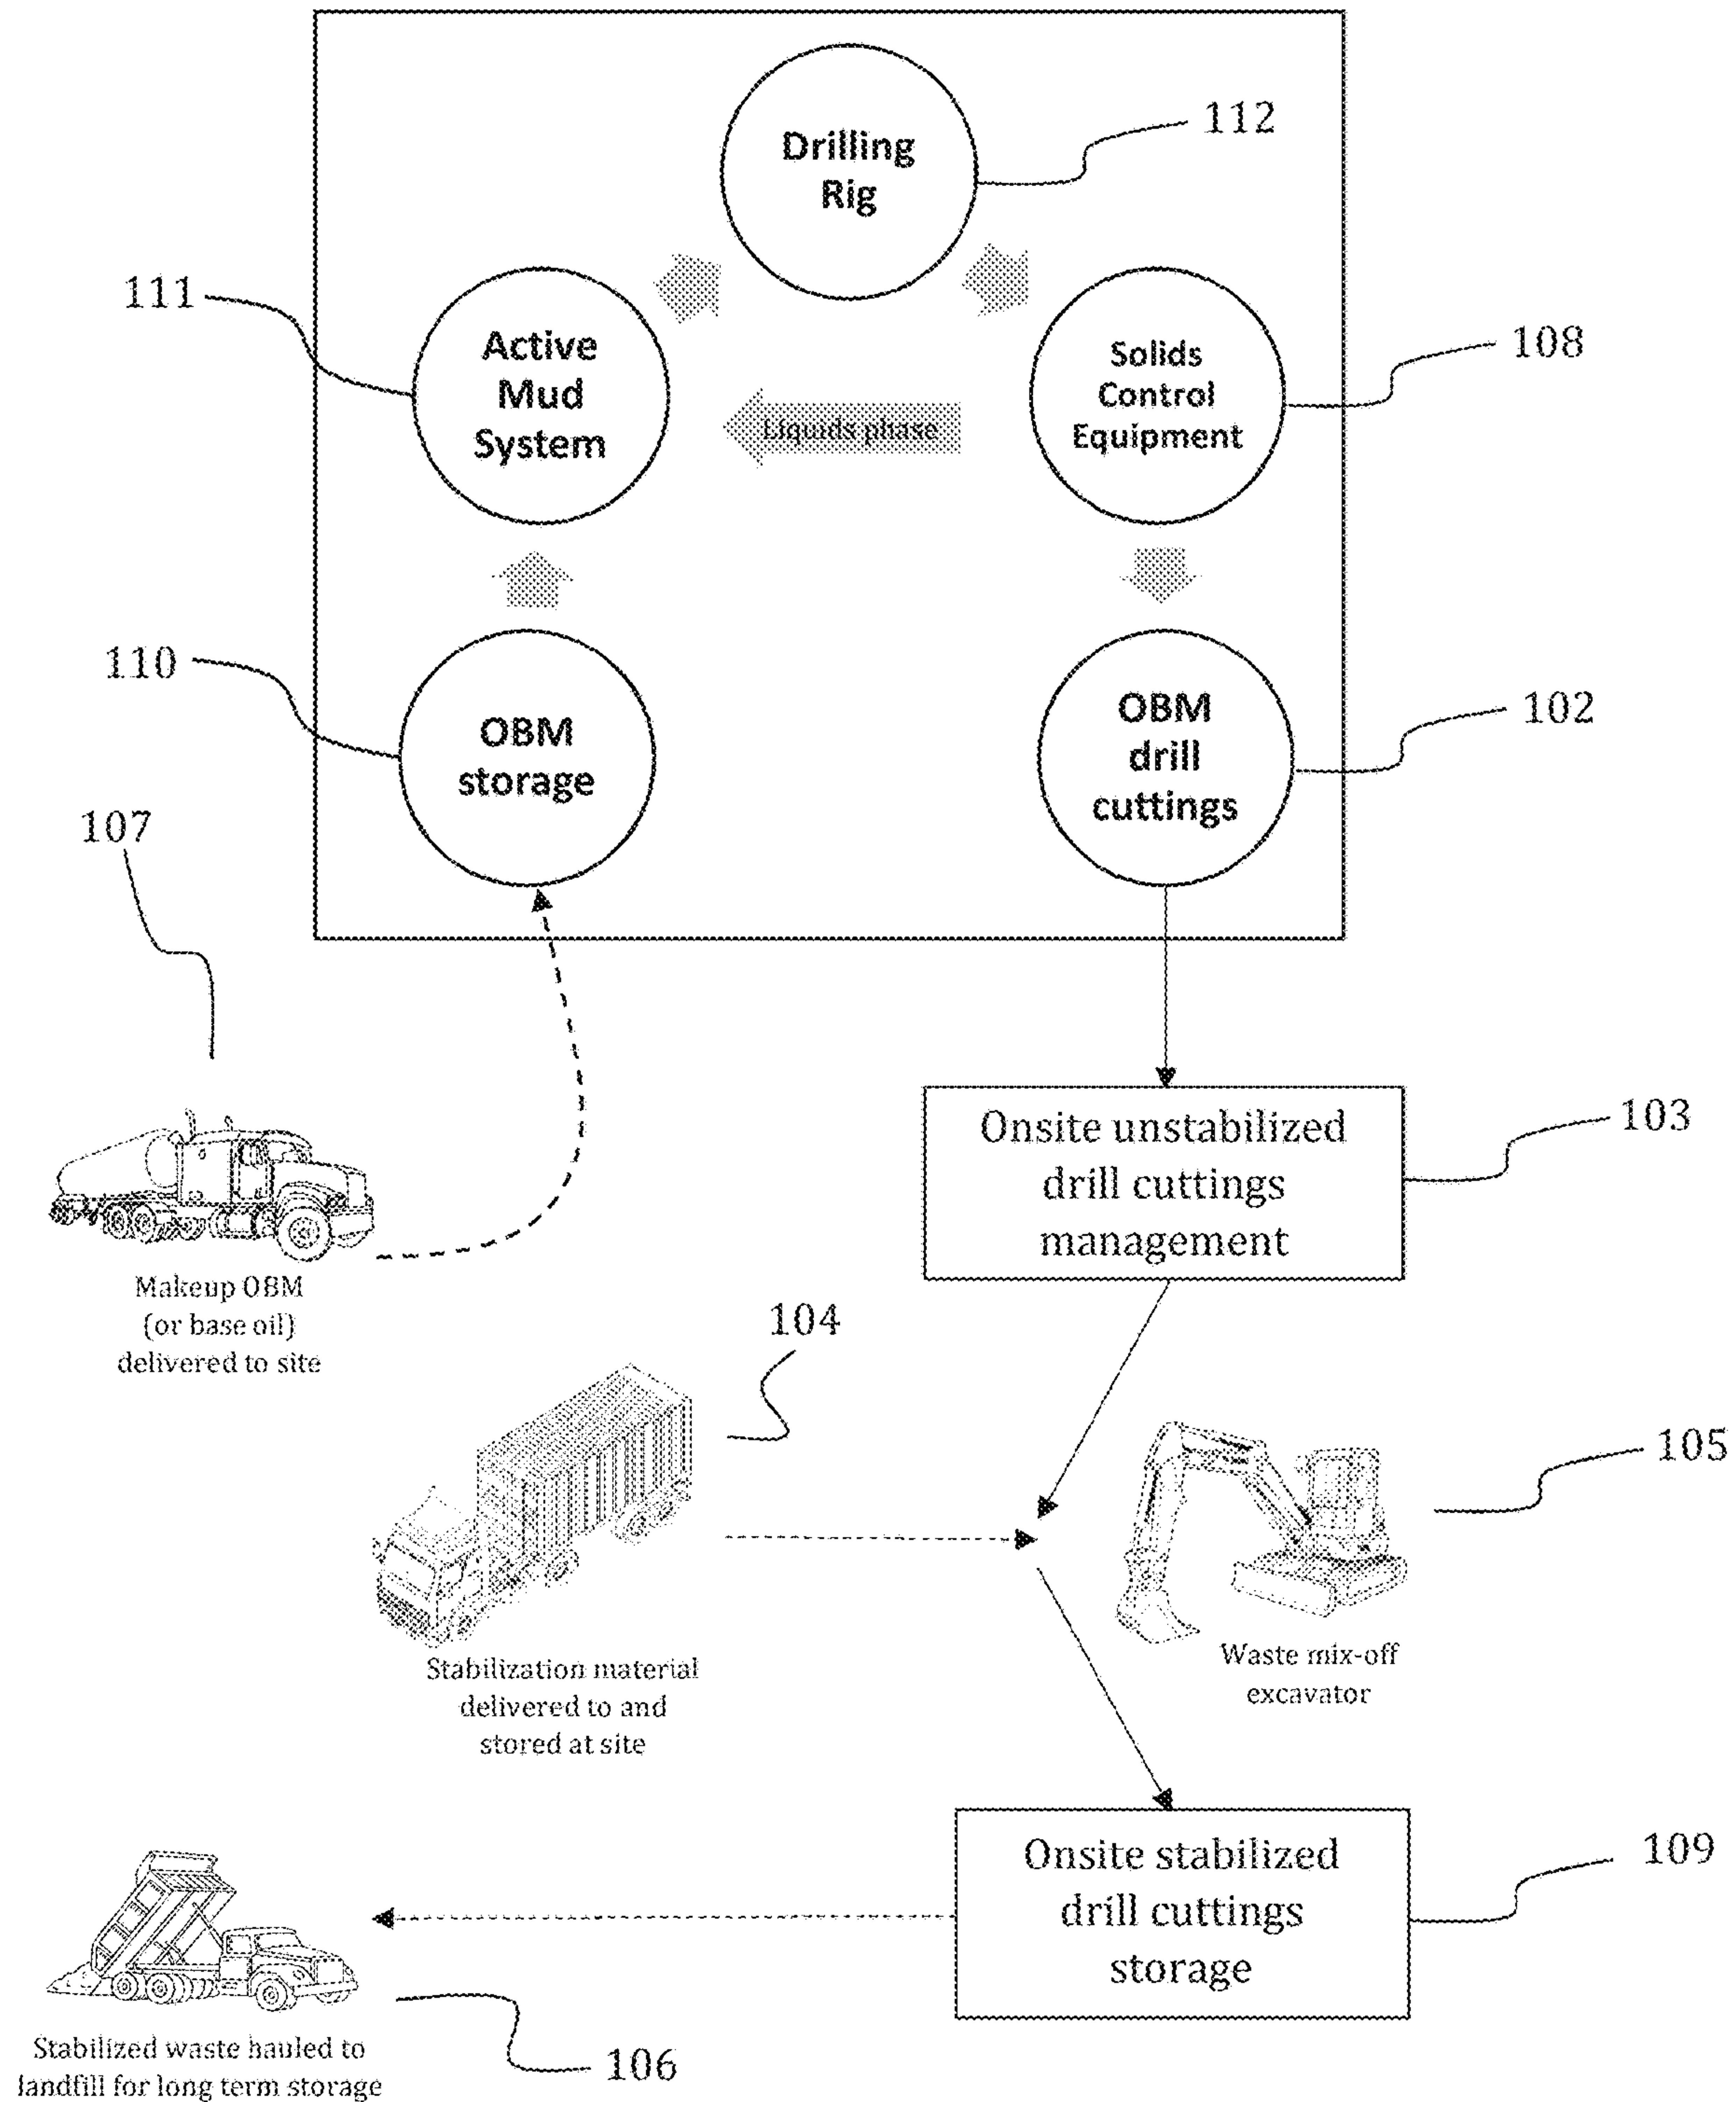 Drilling
Rig
112
111
Active
Mud
System
Liquids phase
Solids
Control
Equipment
108
110
OBM
storage
OBM
drill
cuttings
102
107
Makeup OBM
(or base oil)
delivered to site
Onsite unstabilized
drill cuttings
management
103
104
Stabilization material
delivered to and
stored at site
105
Waste mix-off
excavator
Onsite stabilized
drill cuttings
storage
109
Stabilized waste hauled to
landfill for long term storage
106